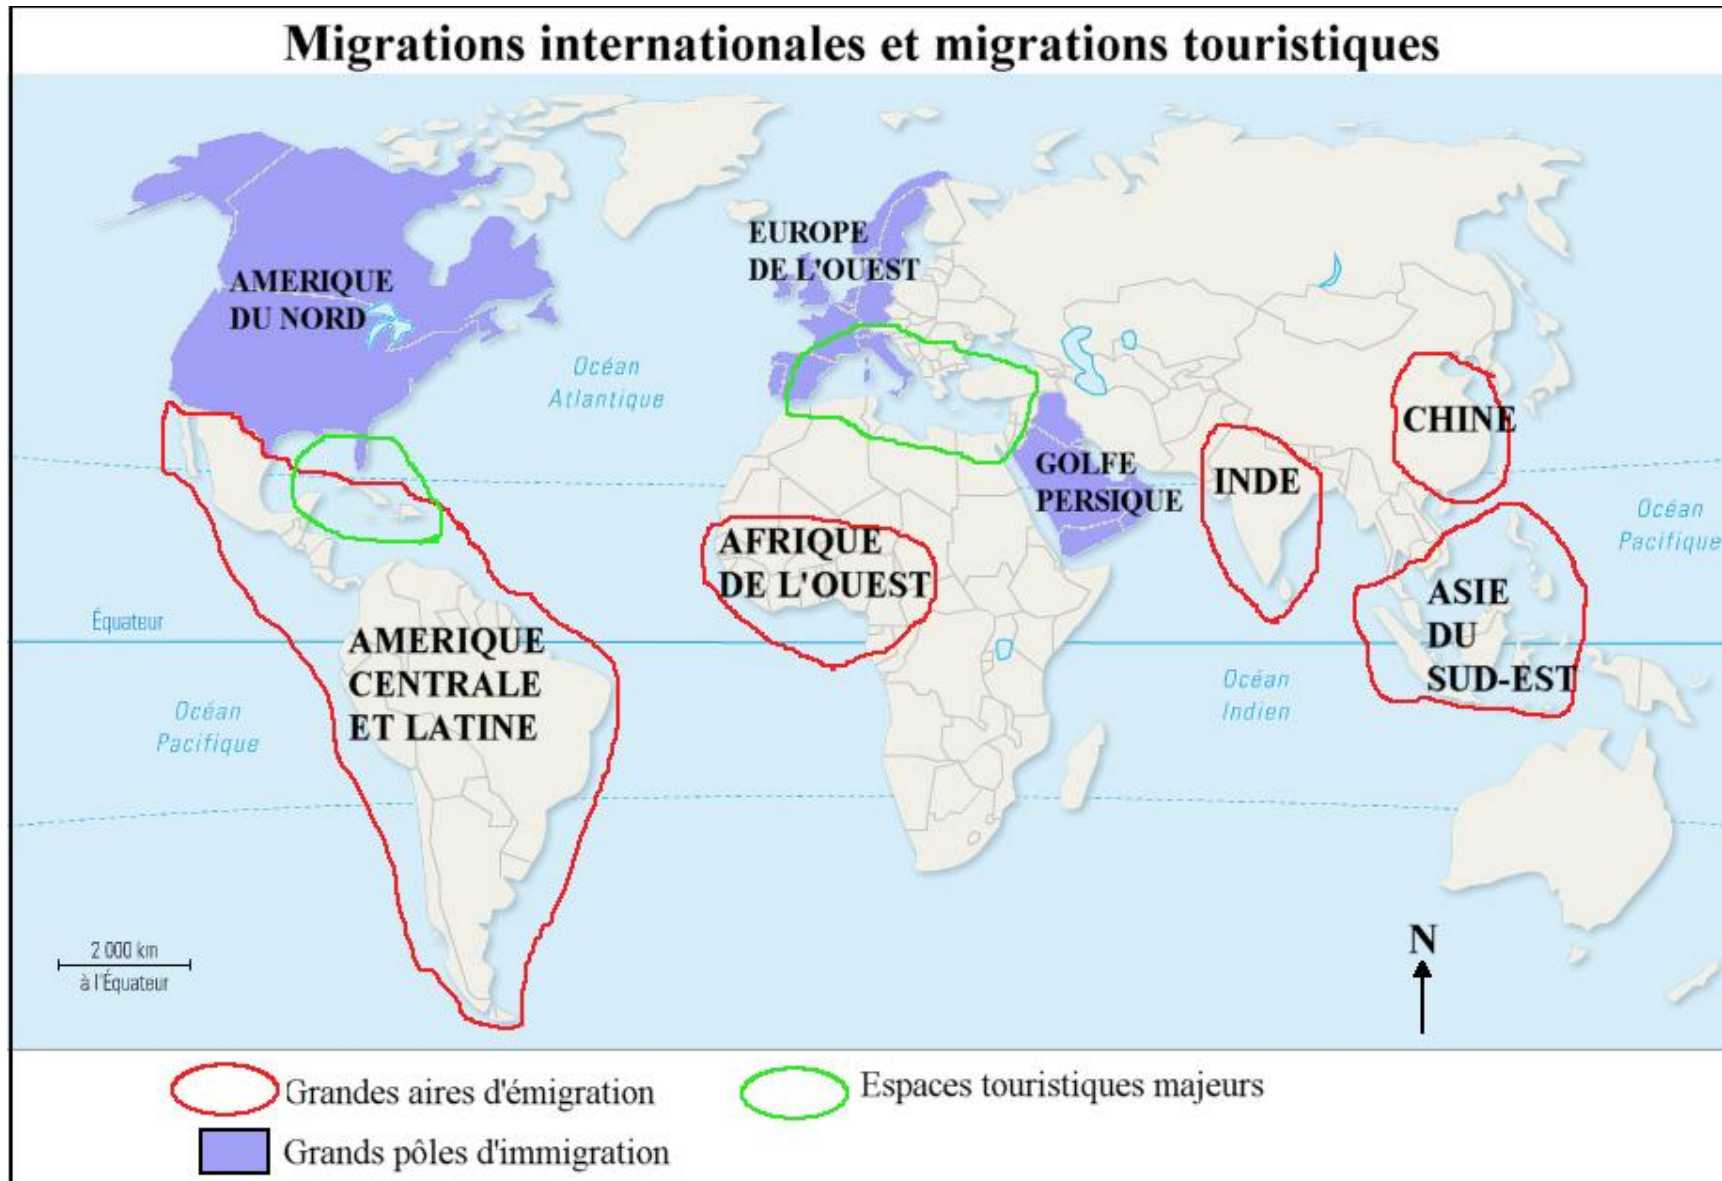 Migrations internationales et migrations touristiques
EUROPE
DE L'OUEST
AMERIQUE
DU NORD
Océan
Atlantique
CHINE
GOLFE
PERSIQUE
INDE
Océan
Pacifique
AFRIQUE
DE L'OUEST
ASIE
DU
SUD-EST
Équateur
AMERIQUE
CENTRALE
ET LATINE
Océan
Indien
Océan
Pacifique
N
2 000 km
à l'Équateur
Grandes aires d'émigration
Espaces touristiques majeurs
Grands pôles d'immigration